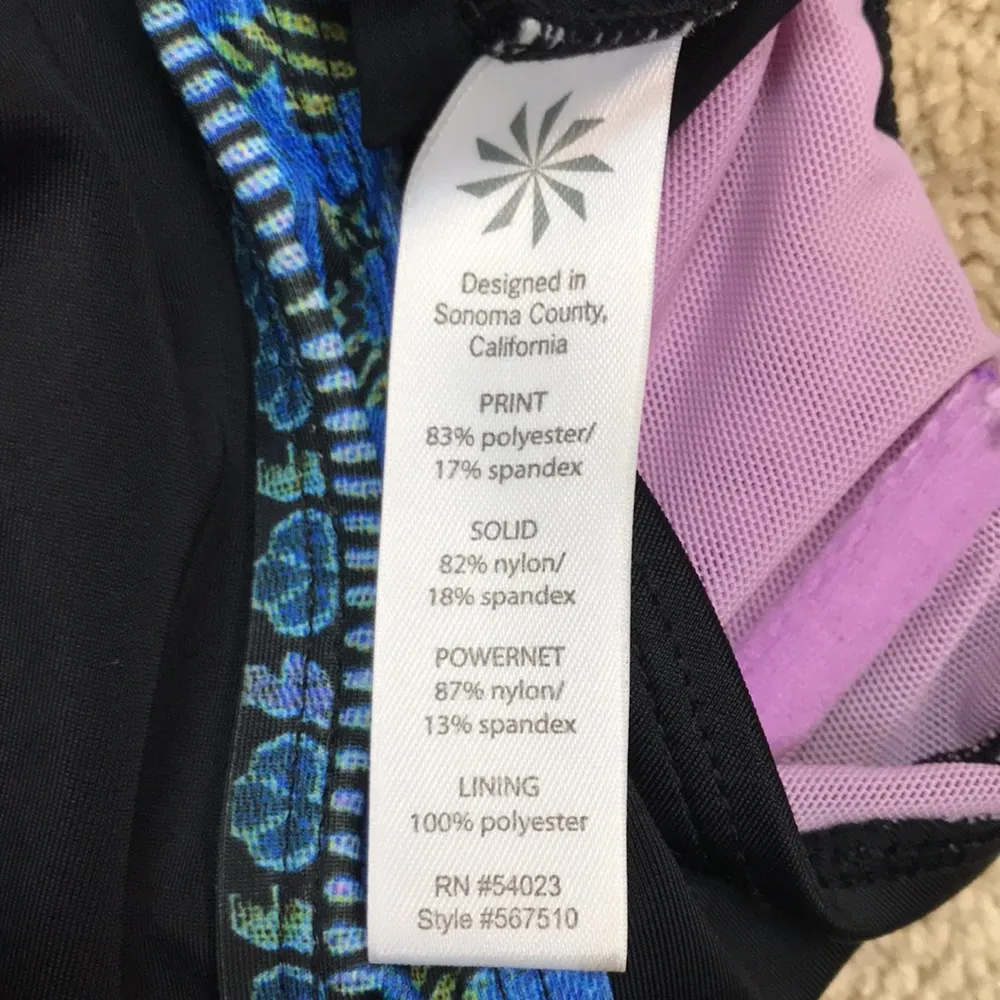 Designed in
Sonoma County,
California
PRINT
83% polyester/
17% spandex
SOLID
82% nylon/
18% spandex
POWERNET
87% nylon/
13% spandex
LINING
100% polyester
RN #54023
Style #567510